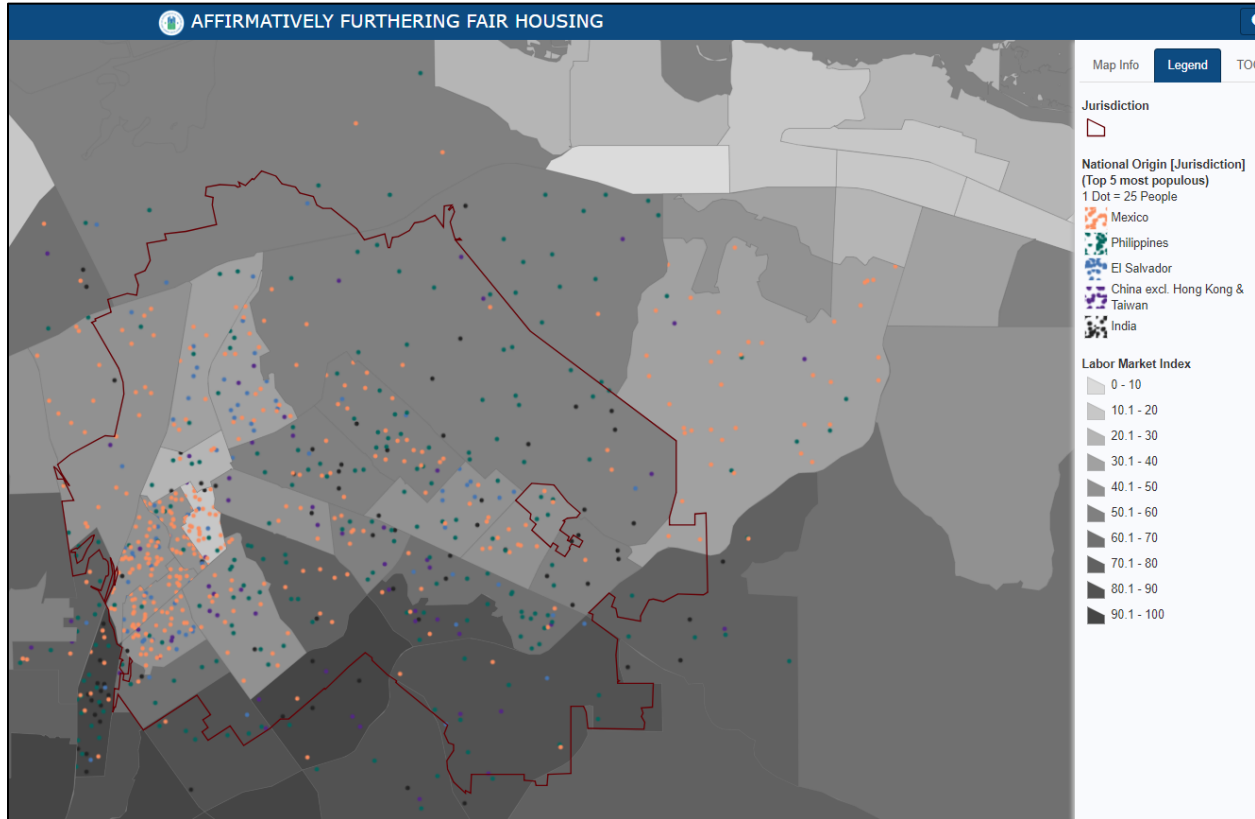 AFFIRMATIVELY FURTHERING FAIR HOUSING
Map Info
Legend
Jurisdiction
National Origin [Jurisdiction]
(Top 5 most populous)
1 Dot = 25 People
Mexico
Philippines
El Salvador
China excl. Hong Kong &
Taiwan
India
Labor Market Index
0 - 10
10.1 - 20
20.1 - 30
30.1 - 40
40.1 - 50
50.1 - 60
60.1 - 70
70.1 - 80
80.1 - 90
90.1 - 100